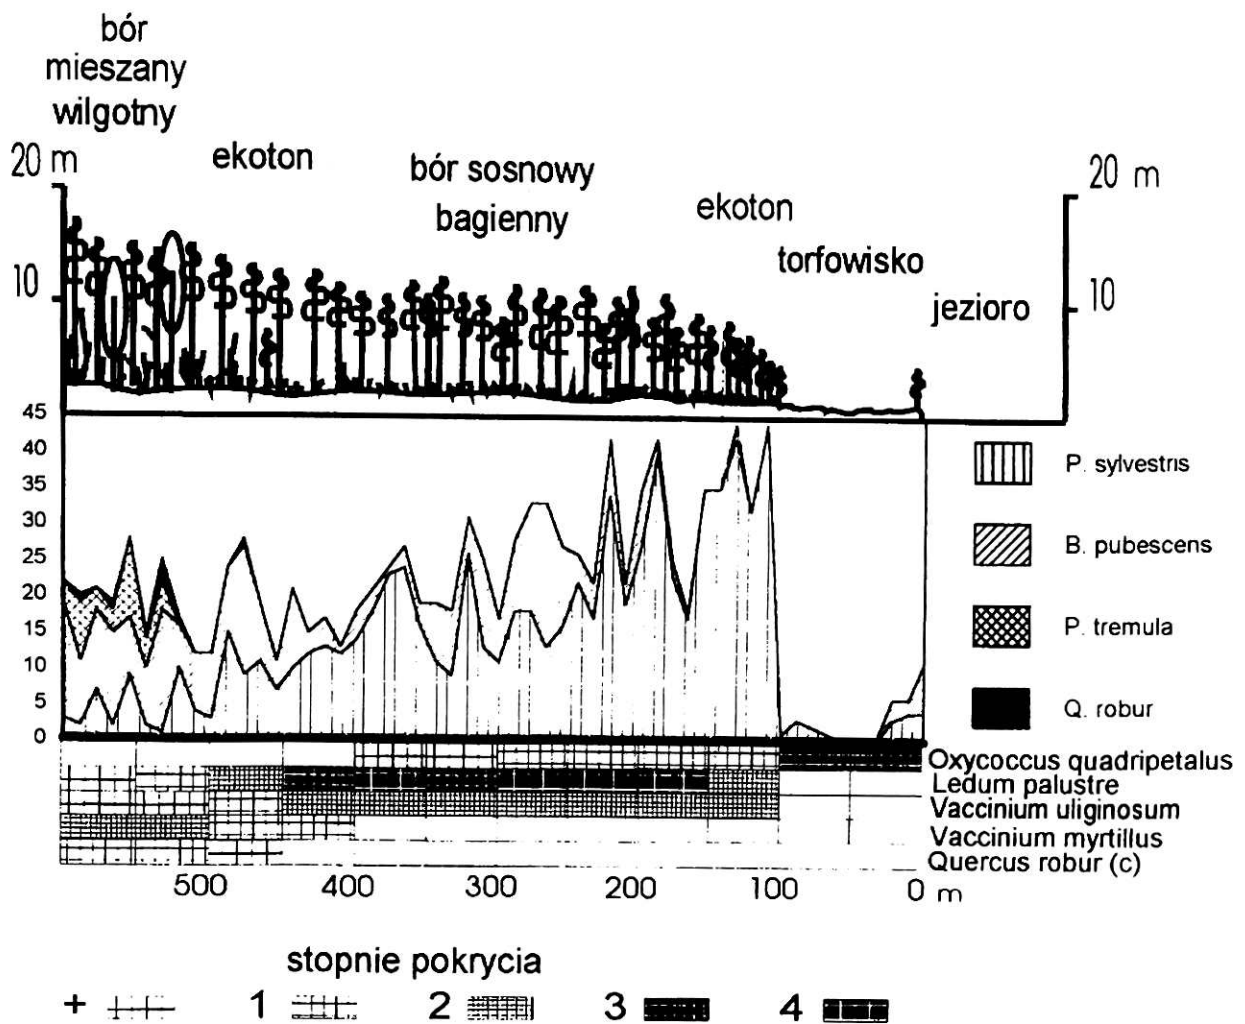 bór
mieszany
wilgotny
ekoton
bór sosnowy
bagienny
ekoton
torfowisko
jezioro
20 m
10
20 m
10
45
40
35
30
25
20
15
10
5
0
P. sylvestris
B. pubescens
P. tremula
Q. robur
Oxycoccus quadripetalus
Ledum palustre
Vaccinium uliginosum
Vaccinium myrtillus
Quercus robur (c)
500 400 300 200 100 0 m
stopnie pokrycia
+ 1 2 3 4